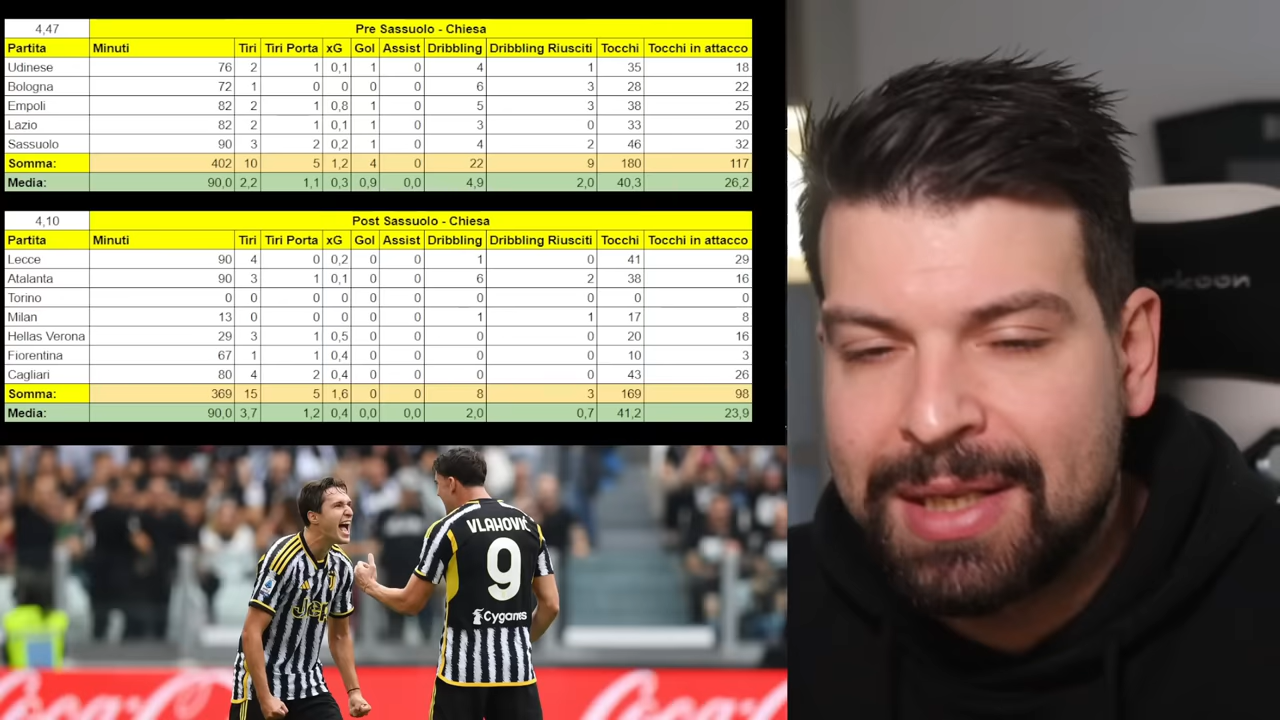 4,47 Pre Sassuolo - Chiesa
Partita Minuti Tiri Tiri Porta xG Gol Assist Dribbling Dribbling Riusciti Tocchi Tocchi in attacco
Udinese 76 2 1 0,1 1 0 4 1 35 18
Bologna 72 1 0 0 0 0 6 3 28 22
Empoli 82 2 1 0,8 1 0 5 3 38 25
Lazio 82 2 1 0,1 1 0 3 0 33 20
Sassuolo 90 3 2 0,2 1 0 4 2 46 32
Somma: 402 10 5 1,2 4 0 22 9 180 117
Media: 90,0 2,2 1,1 0,3 0,9 0,0 4,9 2,0 40,3 26,2
4,10 Post Sassuolo - Chiesa
Partita Minuti Tiri Tiri Porta xG Gol Assist Dribbling Dribbling Riusciti Tocchi Tocchi in attacco
Lecce 90 4 0 0,2 0 0 1 0 41 29
Atalanta 90 3 1 0,1 0 0 6 2 38 16
Torino 0 0 0 0 0 0 0 0 0 0
Milan 13 0 0 0 0 0 1 1 17 8
Hellas Verona 29 3 1 0,5 0 0 0 0 20 16
Fiorentina 67 1 1 0,4 0 0 0 0 10 3
Cagliari 80 4 2 0,4 0 0 0 0 43 26
Somma: 369 15 5 1,6 0 0 8 3 169 98
Media: 90,0 3,7 1,2 0,4 0,0 0,0 2,0 0,7 41,2 23,9
VLAHOVIĆ
9
Cygames
Jeep
Coca-Cola